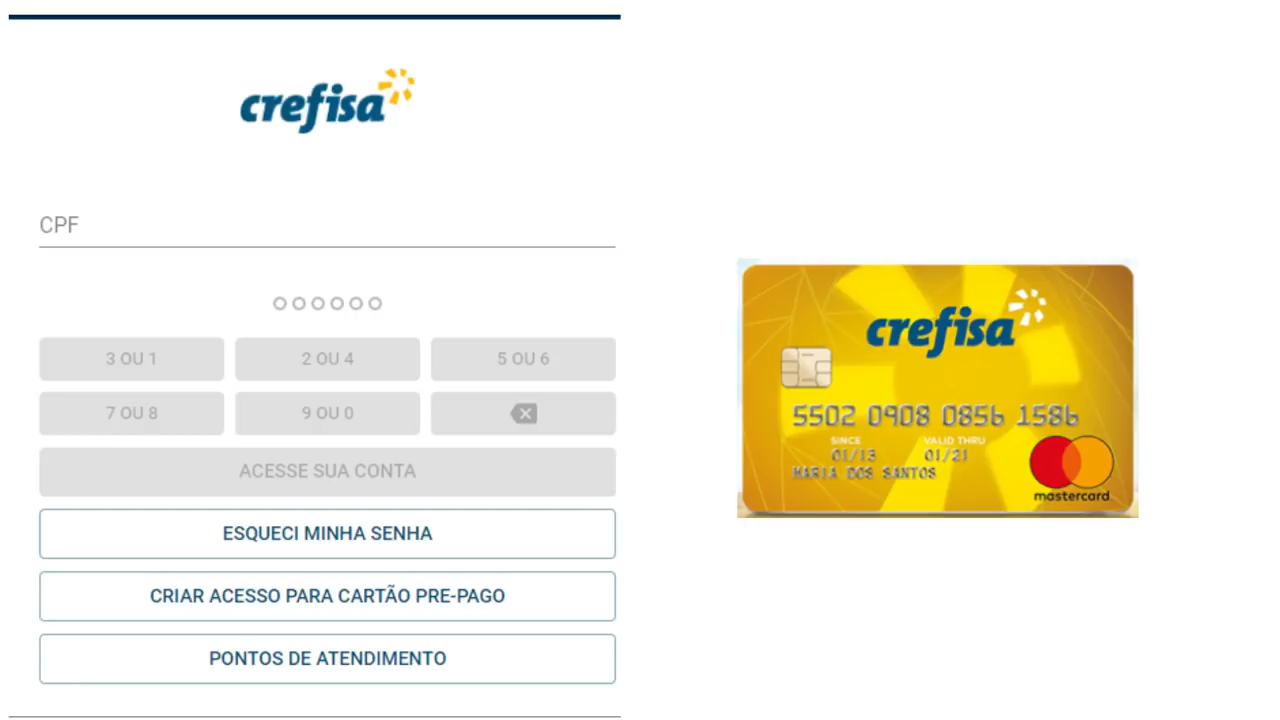 crefisa
CPF
3 OU 1
2 OU 4
5 OU 6
7 OU 8
9 OU 0
ACESSE SUA CONTA
ESQUECI MINHA SENHA
CRIAR ACESSO PARA CARTÃO PRE-PAGO
PONTOS DE ATENDIMENTO
crefisa
5502 0908 0856 1586
SINCE VALID THRU
01/13 01/21
MARIA DOS SANTOS
mastercard